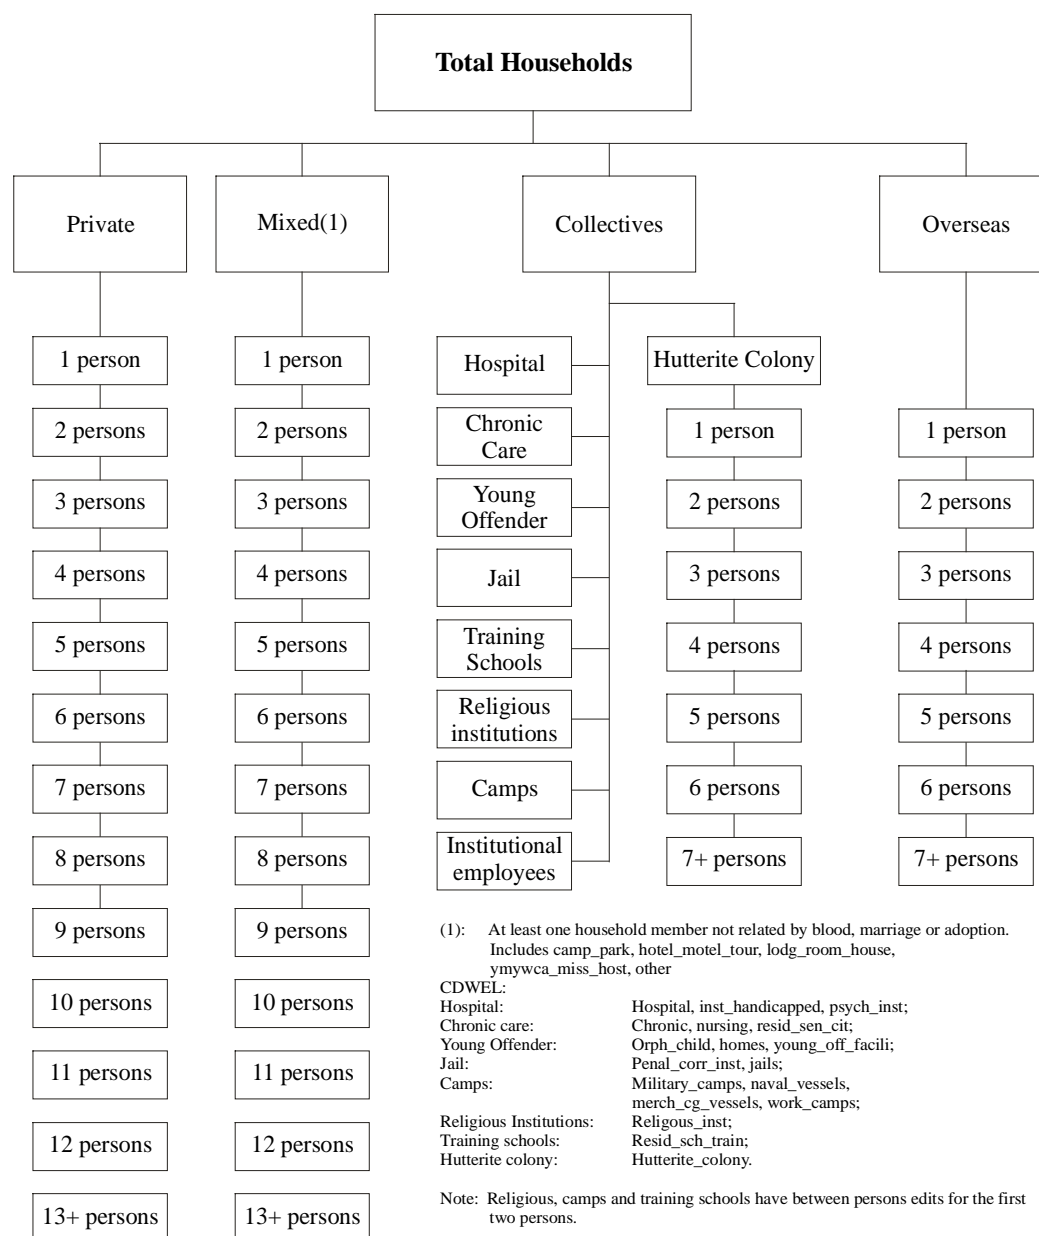 Total Households
Private
Mixed(1)
Collectives
Overseas
1 person
2 persons
3 persons
4 persons
5 persons
6 persons
7 persons
8 persons
9 persons
10 persons
11 persons
12 persons
13+ persons
1 person
2 persons
3 persons
4 persons
5 persons
6 persons
7 persons
8 persons
9 persons
10 persons
11 persons
12 persons
13+ persons
Hospital
Chronic
Care
Young
Offender
Jail
Training
Schools
Religious
institutions
Camps
Institutional
employees
Hutterite Colony
1 person
2 persons
3 persons
4 persons
5 persons
6 persons
7+ persons
1 person
2 persons
3 persons
4 persons
5 persons
6 persons
7+ persons
(1): At least one household member not related by blood, marriage or adoption.
Includes camp_park, hotel_motel_tour, lodg_room_house,
ymywca_miss_host, other
CDWEL:
Hospital: Hospital, inst_handicapped, psych_inst;
Chronic care: Chronic, nursing, resid_sen_cit;
Young Offender: Orph_child, homes, young_off_facili;
Jail: Penal_corr_inst, jails;
Camps: Military_camps, naval_vessels,
merch_cg_vessels, work_camps;
Religious Institutions: Religous_inst;
Training schools: Resid_sch_train;
Hutterite colony: Hutterite_colony.
Note: Religious, camps and training schools have between persons edits for the first
two persons.